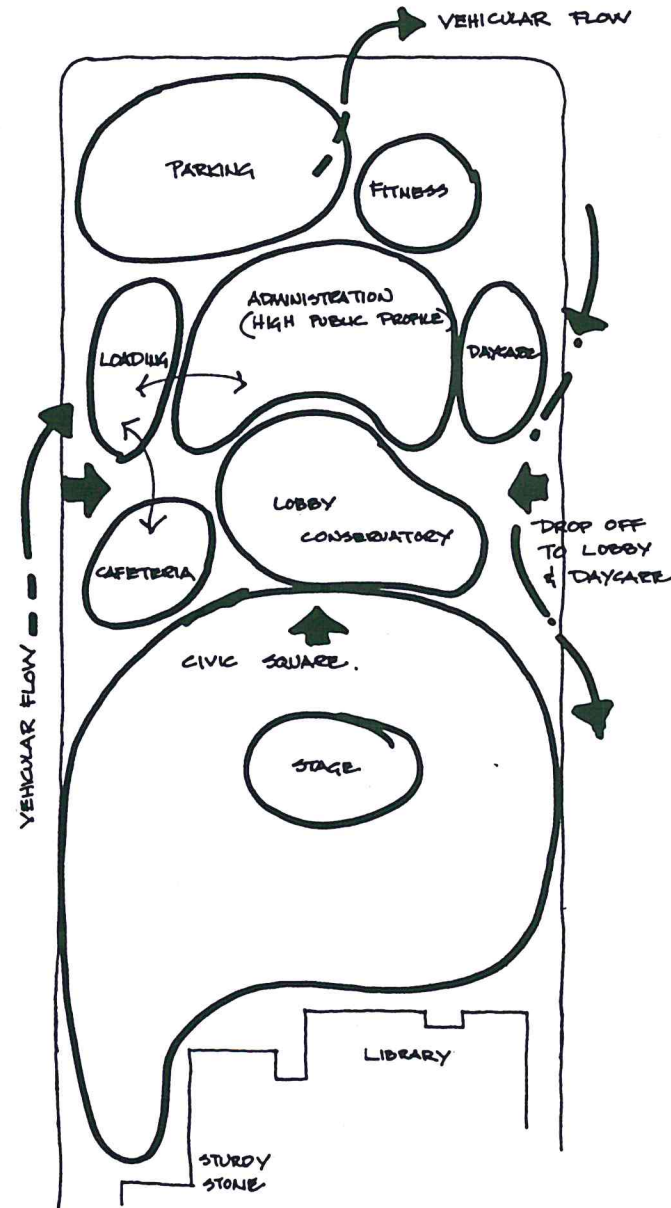 VEHICULAR FLOW
PARKING
FITNESS
ADMINISTRATION
(HIGH PUBLIC PROFILE)
LOADING
DAYCARE
LOBBY
CONSERVATORY
DROP OFF
TO LOBBY
& DAYCARE
CAFETERIA
VEHICULAR FLOW
CIVIC SQUARE.
STAGE
LIBRARY
STURDY
STONE